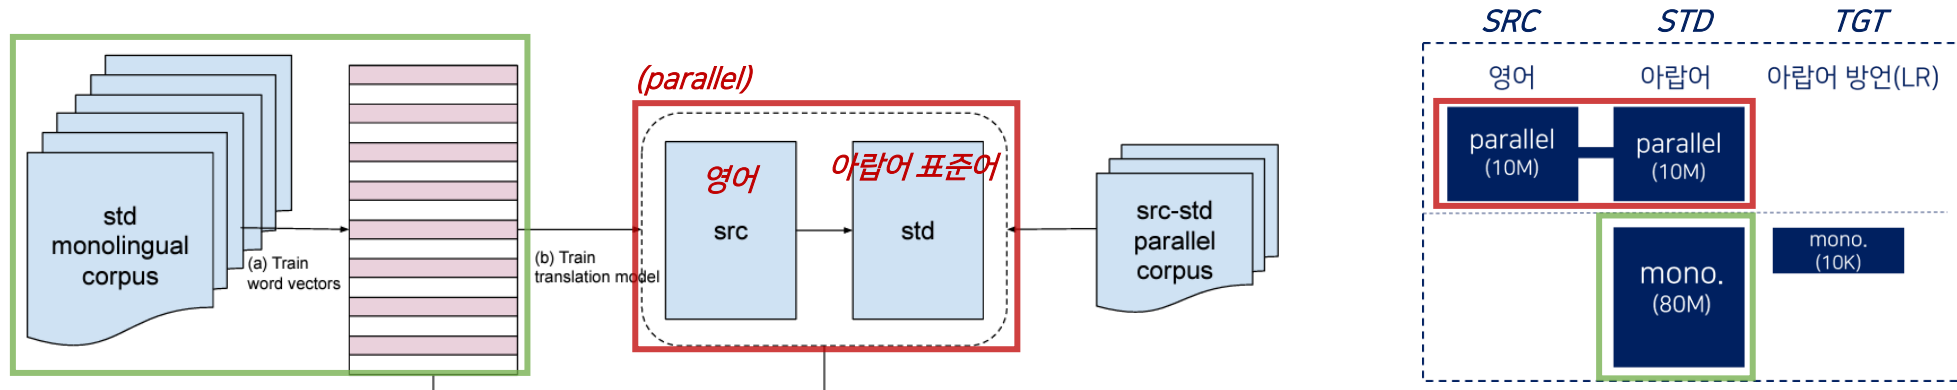 std
monolingual
corpus
(a) Train
word vectors
(b) Train
translation model
(parallel)
영어
src
아랍어 표준어
std
src-std
parallel
corpus
SRC STD TGT
영어 아랍어 아랍어 방언(LR)
parallel
(10M)
parallel
(10M)
mono.
(80M)
mono.
(10K)